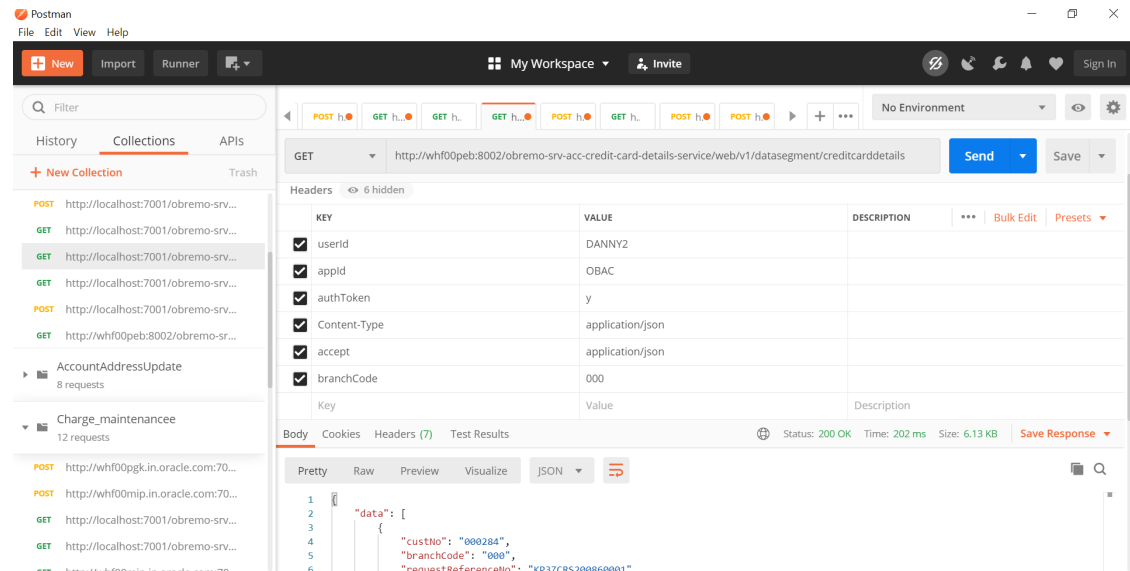 Postman
File Edit View Help
New Import Runner My Workspace Invite Sign In
Filter
History Collections APIs
+ New Collection Trash
POST http://localhost:7001/obremo-srv...
GET http://localhost:7001/obremo-srv...
GET http://localhost:7001/obremo-srv...
GET http://localhost:7001/obremo-srv...
POST http://localhost:7001/obremo-srv...
GET http://whf00peb:8002/obremo-sr...
AccountAddressUpdate
8 requests
Charge_maintenancee
12 requests
POST http://whf00pgk.in.oracle.com:70...
POST http://whf00mip.in.oracle.com:70...
GET http://localhost:7001/obremo-srv...
GET http://localhost:7001/obremo-srv...
POST h. GET h... GET h.. GET h... POST h. GET h.. POST h. POST h. + ... No Environment
GET http://whf00peb:8002/obremo-srv-acc-credit-card-details-service/web/v1/datasegment/creditcarddetails Send Save
Headers 6 hidden
KEY VALUE DESCRIPTION ... Bulk Edit Presets
userId DANNY2
appId OBAC
authToken y
Content-Type application/json
accept application/json
branchCode 000
Key Value Description
Body Cookies Headers (7) Test Results Status: 200 OK Time: 202 ms Size: 6.13 KB Save Response
Pretty Raw Preview Visualize JSON
1 {
2 "data": [
3 {
4 "custNo": "000284",
5 "branchCode": "000",
6 "requestReferenceNo": "KP3ZCRS200860001",